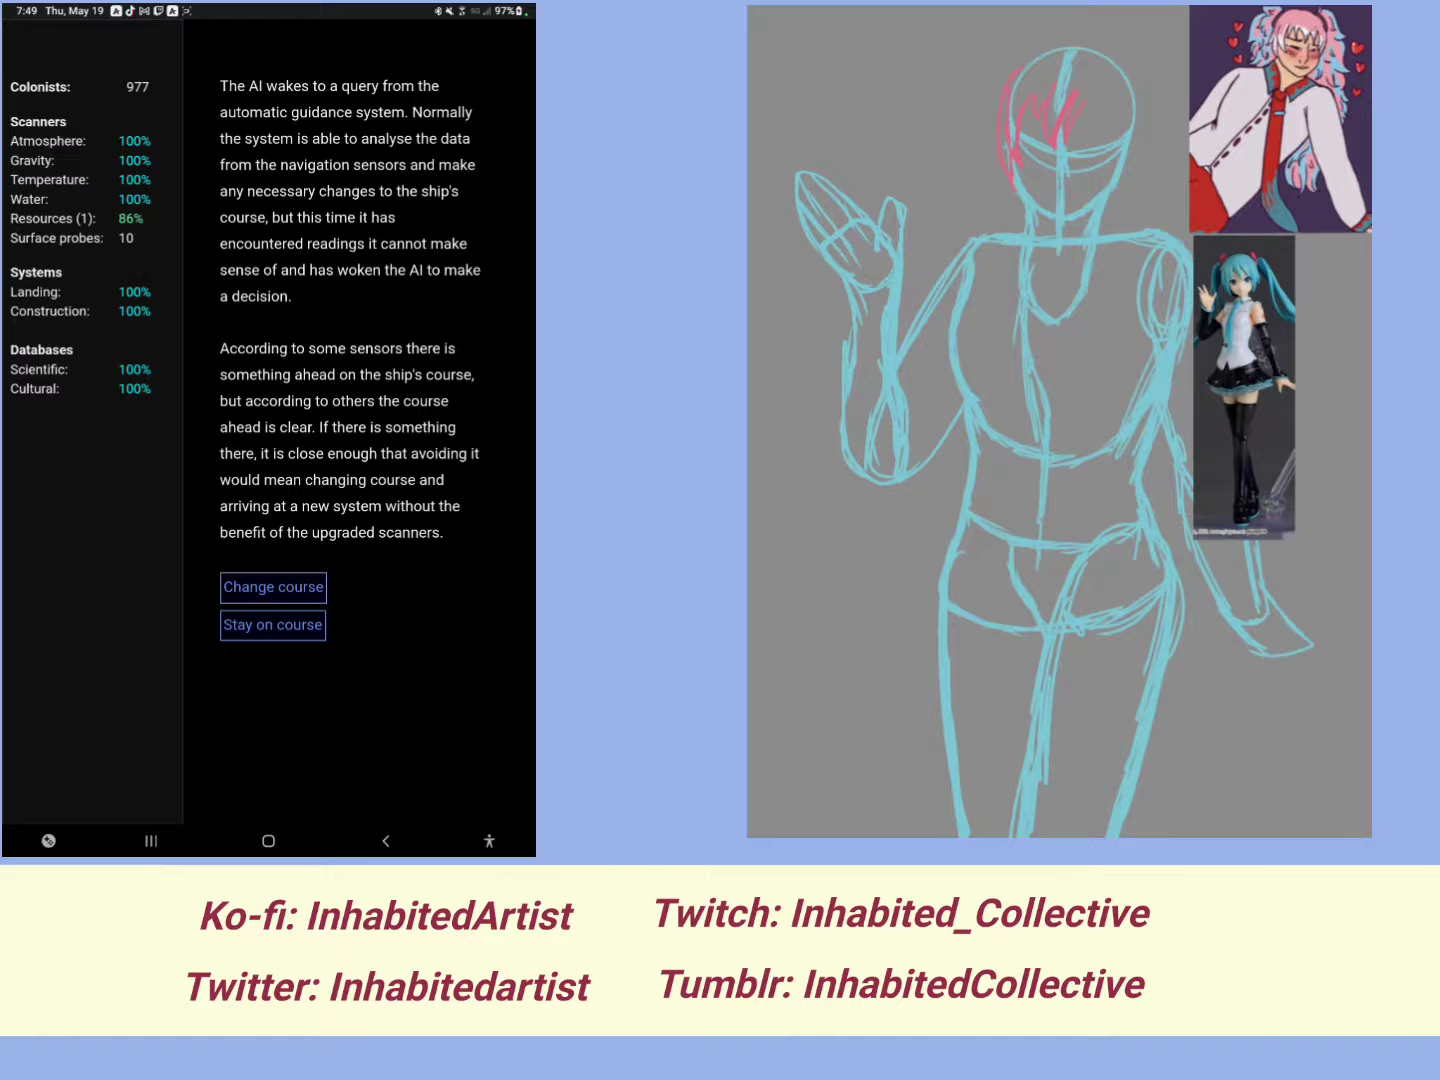 7:49 Thu, May 19
5G 97%
Colonists: 977
Scanners
Atmosphere: 100%
Gravity: 100%
Temperature: 100%
Water: 100%
Resources (1): 86%
Surface probes: 10
Systems
Landing: 100%
Construction: 100%
Databases
Scientific: 100%
Cultural: 100%
The AI wakes to a query from the
automatic guidance system. Normally
the system is able to analyse the data
from the navigation sensors and make
any necessary changes to the ship's
course, but this time it has
encountered readings it cannot make
sense of and has woken the AI to make
a decision.
According to some sensors there is
something ahead on the ship's course,
but according to others the course
ahead is clear. If there is something
there, it is close enough that avoiding it
would mean changing course and
arriving at a new system without the
benefit of the upgraded scanners.
Change course
Stay on course
Ko-fi: InhabitedArtist
Twitch: Inhabited_Collective
Twitter: Inhabitedartist
Tumblr: InhabitedCollective